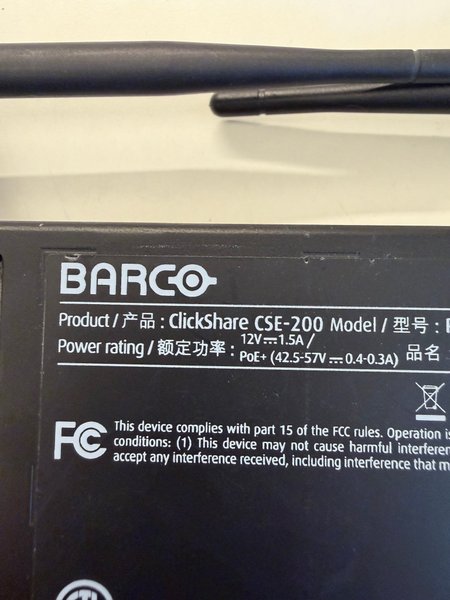 BARCO
Product / 产品 : ClickShare CSE-200 Model / 型号 :
Power rating / 额定功率 : 12V⎓1.5A /
PoE+ (42.5-57V⎓0.4-0.3A) 品名
FC This device complies with part 15 of the FCC rules. Operation is
conditions: (1) This device may not cause harmful interferen
accept any interference received, including interference that m